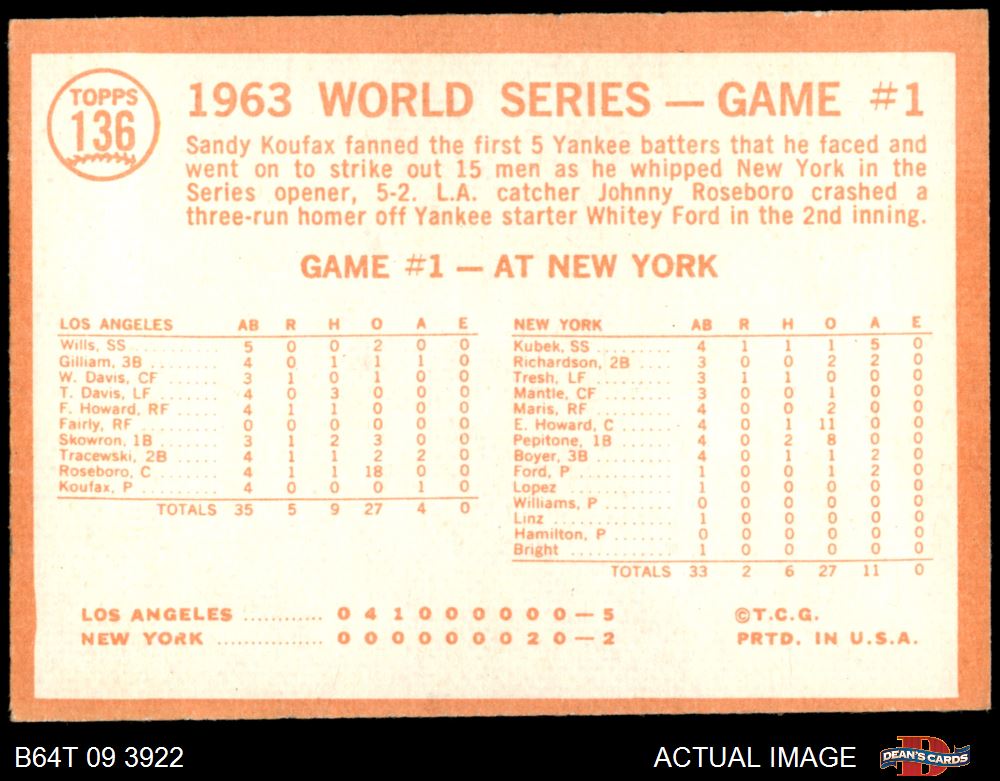 TOPPS
136
1963 WORLD SERIES — GAME #1
Sandy Koufax fanned the first 5 Yankee batters that he faced and
went on to strike out 15 men as he whipped New York in the
Series opener, 5-2. L.A. catcher Johnny Roseboro crashed a
three-run homer off Yankee starter Whitey Ford in the 2nd inning.
GAME #1 — AT NEW YORK
LOS ANGELES AB R H O A E
Wills, SS 5 0 0 2 0 0
Gilliam, 3B 4 0 1 1 1 0
W. Davis, CF 3 1 0 1 0 0
T. Davis, LF 4 0 3 0 0 0
F. Howard, RF 4 1 1 0 0 0
Fairly, RF 0 0 0 0 0 0
Skowron, 1B 3 1 2 3 0 0
Tracewski, 2B 4 1 1 2 2 0
Roseboro, C 4 1 1 18 0 0
Koufax, P 4 0 0 0 1 0
TOTALS 35 5 9 27 4 0
NEW YORK AB R H O A E
Kubek, SS 4 1 1 1 5 0
Richardson, 2B 3 0 0 2 2 0
Tresh, LF 3 1 1 0 0 0
Mantle, CF 3 0 0 1 0 0
Maris, RF 4 0 0 2 0 0
E. Howard, C 4 0 1 11 0 0
Pepitone, 1B 4 0 2 8 0 0
Boyer, 3B 4 0 1 1 2 0
Ford, P 1 0 0 1 2 0
Lopez 1 0 0 0 0 0
Williams, P 0 0 0 0 0 0
Linz 1 0 0 0 0 0
Hamilton, P 0 0 0 0 0 0
Bright 1 0 0 0 0 0
TOTALS 33 2 6 27 11 0
LOS ANGELES ............ 0 4 1 0 0 0 0 0 0 — 5
NEW YORK ................ 0 0 0 0 0 0 0 2 0 — 2
©T.C.G.
PRTD. IN U.S.A.
B64T 09 3922
ACTUAL IMAGE
DEAN'S CARDS